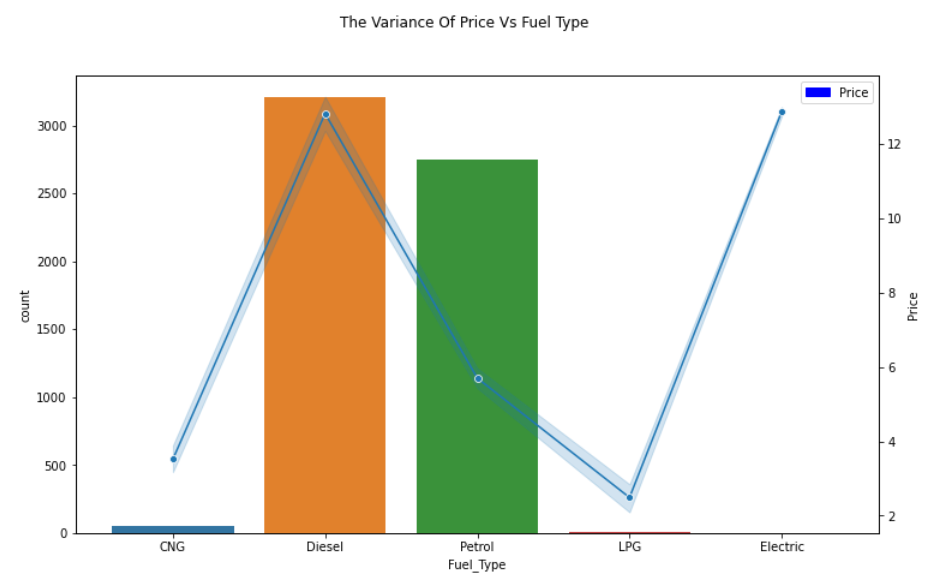 The Variance Of Price Vs Fuel Type
Price
3000
2500
2000
1500
1000
500
0
count
12
10
8
6
4
2
Price
CNG Diesel Petrol LPG Electric
Fuel_Type